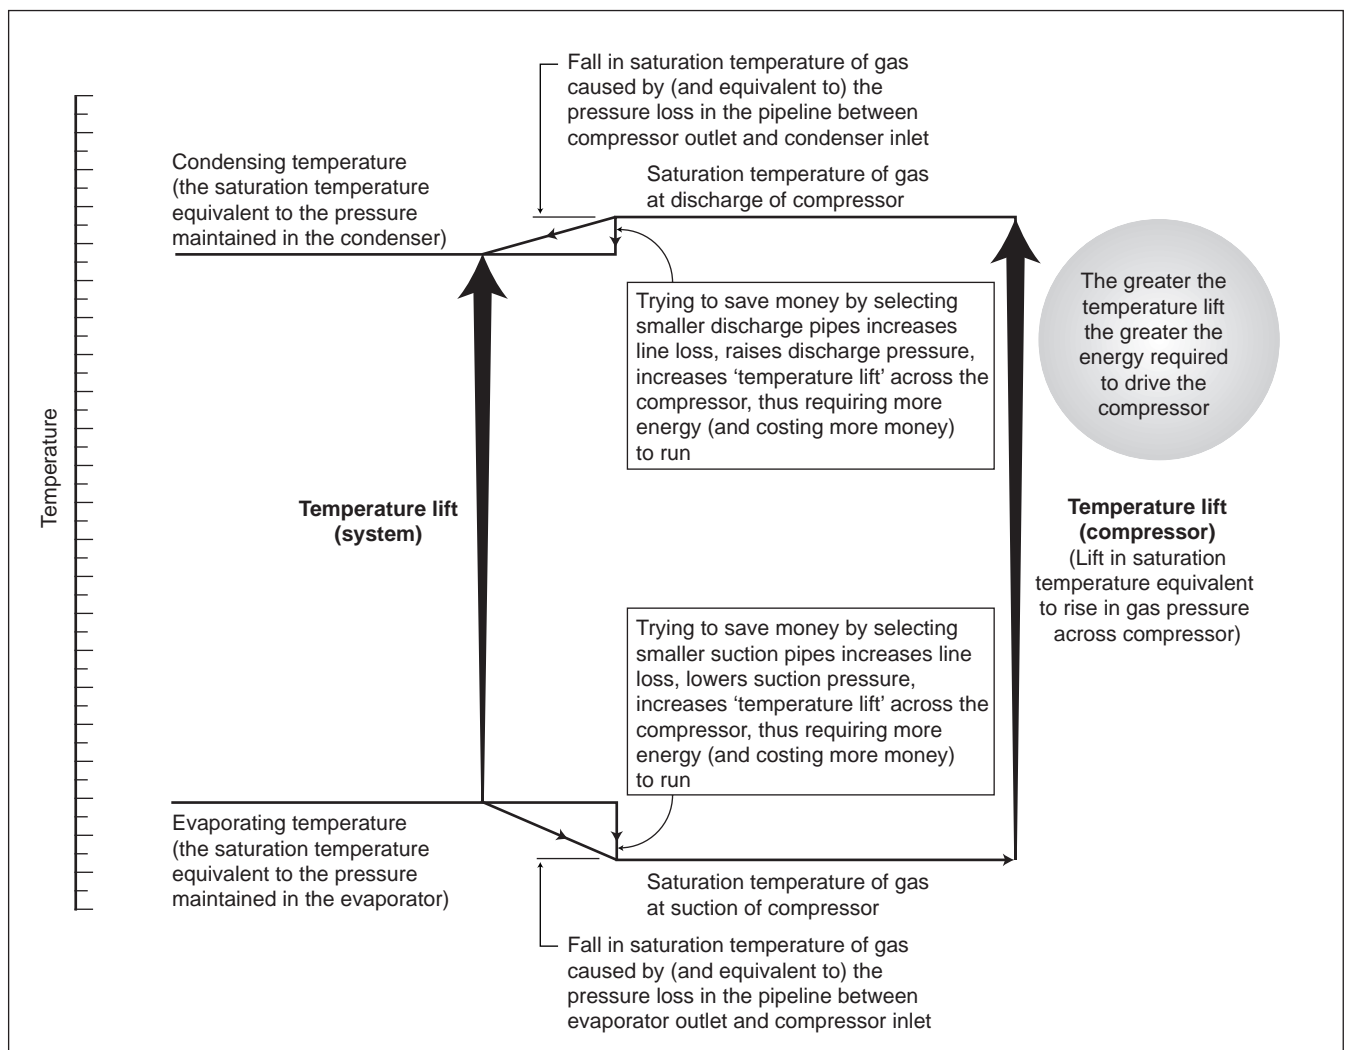 Fall in saturation temperature of gas
caused by (and equivalent to) the
pressure loss in the pipeline between
compressor outlet and condenser inlet
Condensing temperature
(the saturation temperature
equivalent to the pressure
maintained in the condenser)
Saturation temperature of gas
at discharge of compressor
The greater the
temperature lift
the greater the
energy required
to drive the
compressor
Trying to save money by selecting
smaller discharge pipes increases
line loss, raises discharge pressure,
increases ‘temperature lift’ across the
compressor, thus requiring more
energy (and costing more money)
to run
Temperature
Temperature lift
(system)
Temperature lift
(compressor)
(Lift in saturation
temperature equivalent
to rise in gas pressure
across compressor)
Trying to save money by selecting
smaller suction pipes increases line
loss, lowers suction pressure,
increases ‘temperature lift’ across the
compressor, thus requiring more
energy (and costing more money)
to run
Evaporating temperature
(the saturation temperature
equivalent to the pressure
maintained in the evaporator)
Saturation temperature of gas
at suction of compressor
Fall in saturation temperature of gas
caused by (and equivalent to) the
pressure loss in the pipeline between
evaporator outlet and compressor inlet